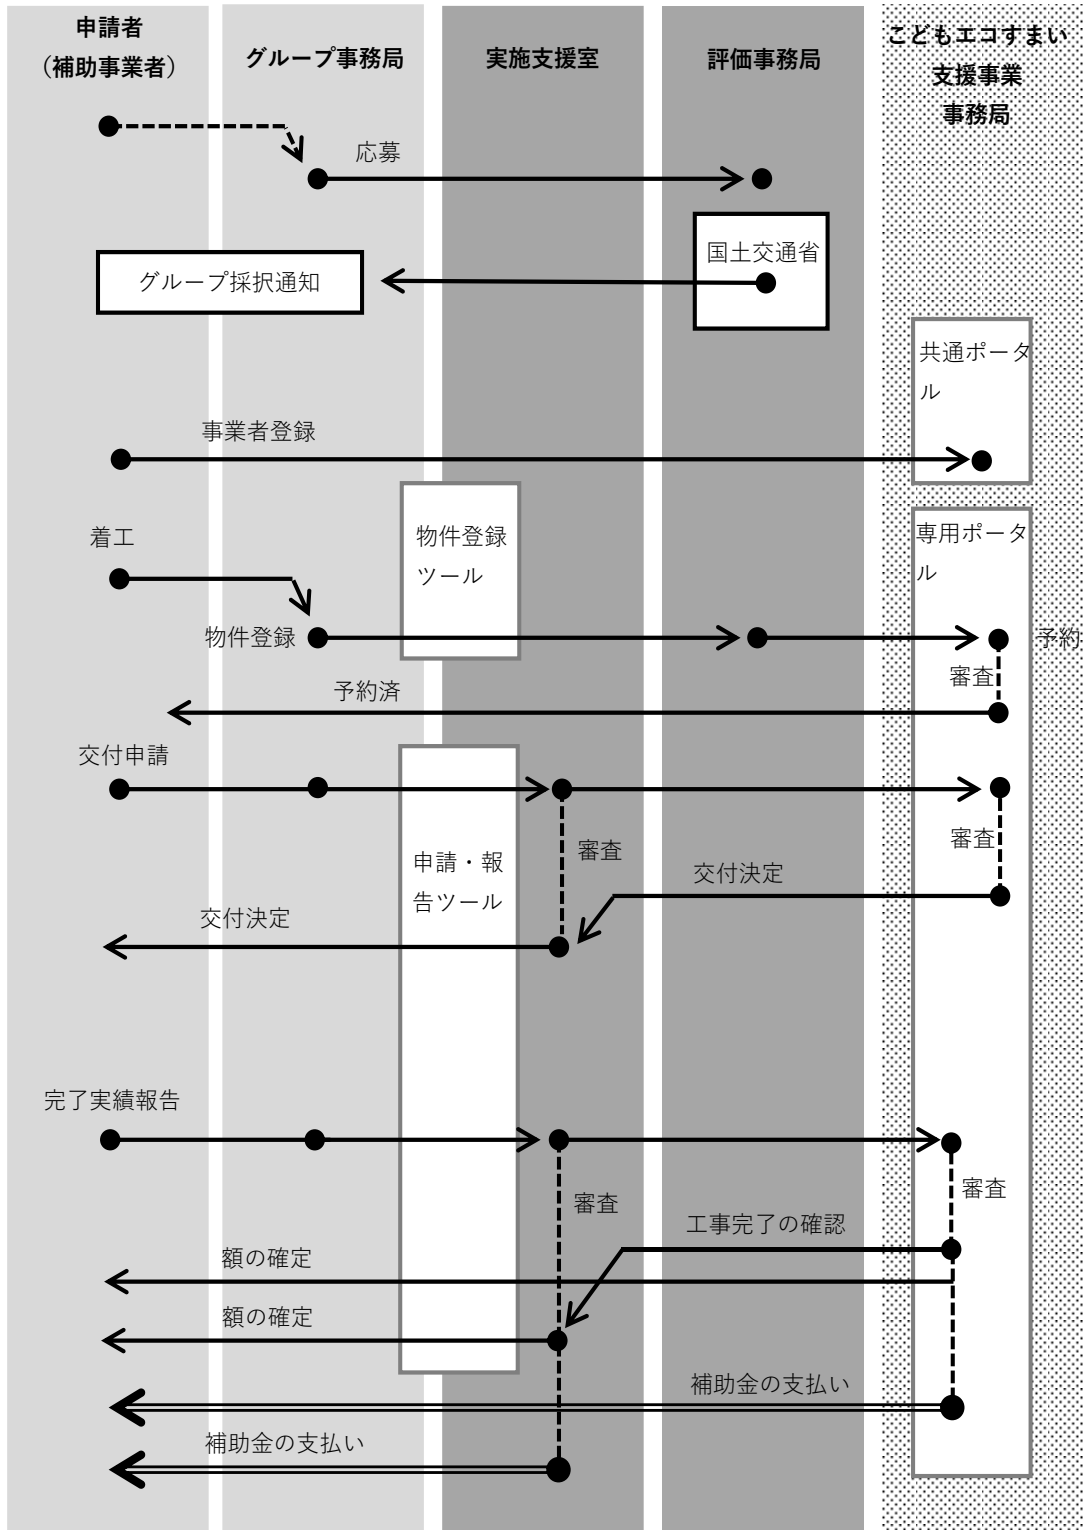 申請者
（補助事業者）
グループ事務局
実施支援室
評価事務局
こどもエコすまい
支援事業
事務局
応募
国土交通省
グループ採択通知
共通ポータ
ル
事業者登録
着工
物件登録
ツール
専用ポータ
ル
物件登録
予約
審査
予約済
交付申請
審査
審査
申請・報
告ツール
交付決定
交付決定
完了実績報告
審査
審査
工事完了の確認
額の確定
額の確定
補助金の支払い
補助金の支払い